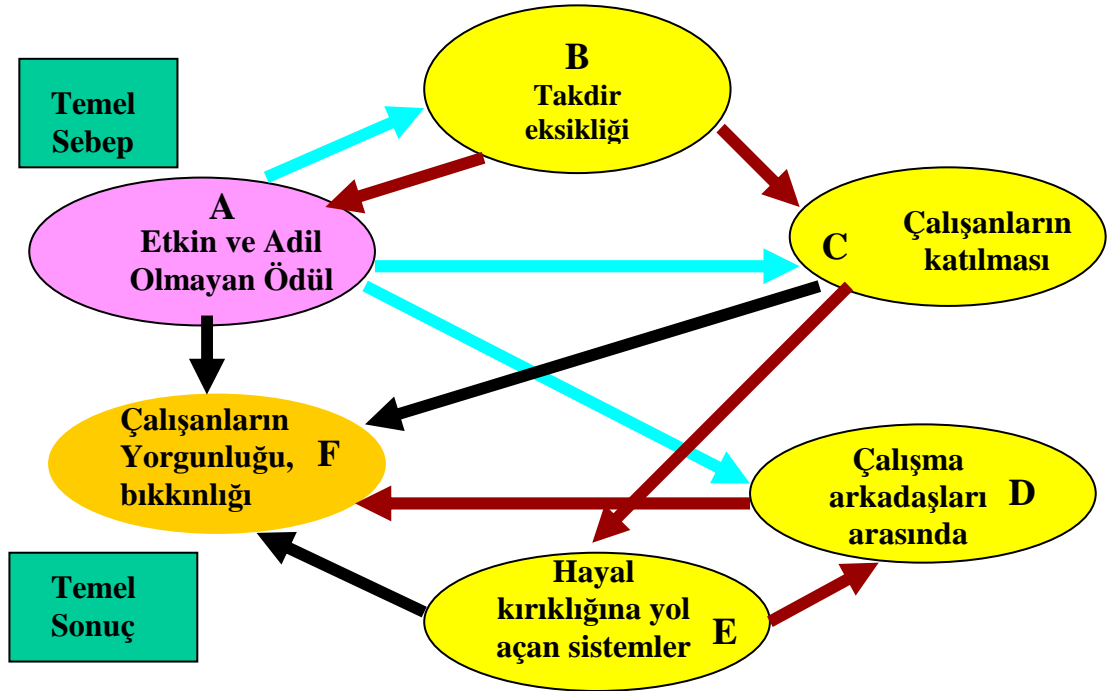 Temel
Sebep
B
Takdir
eksikliği
A
Etkin ve Adil
Olmayan Ödül
C
Çalışanların
katılması
Çalışanların
Yorgunluğu, F
bıkkınlığı
Çalışma
arkadaşları D
arasında
Temel
Sonuç
Hayal
kırıklığına yol
açan sistemler E